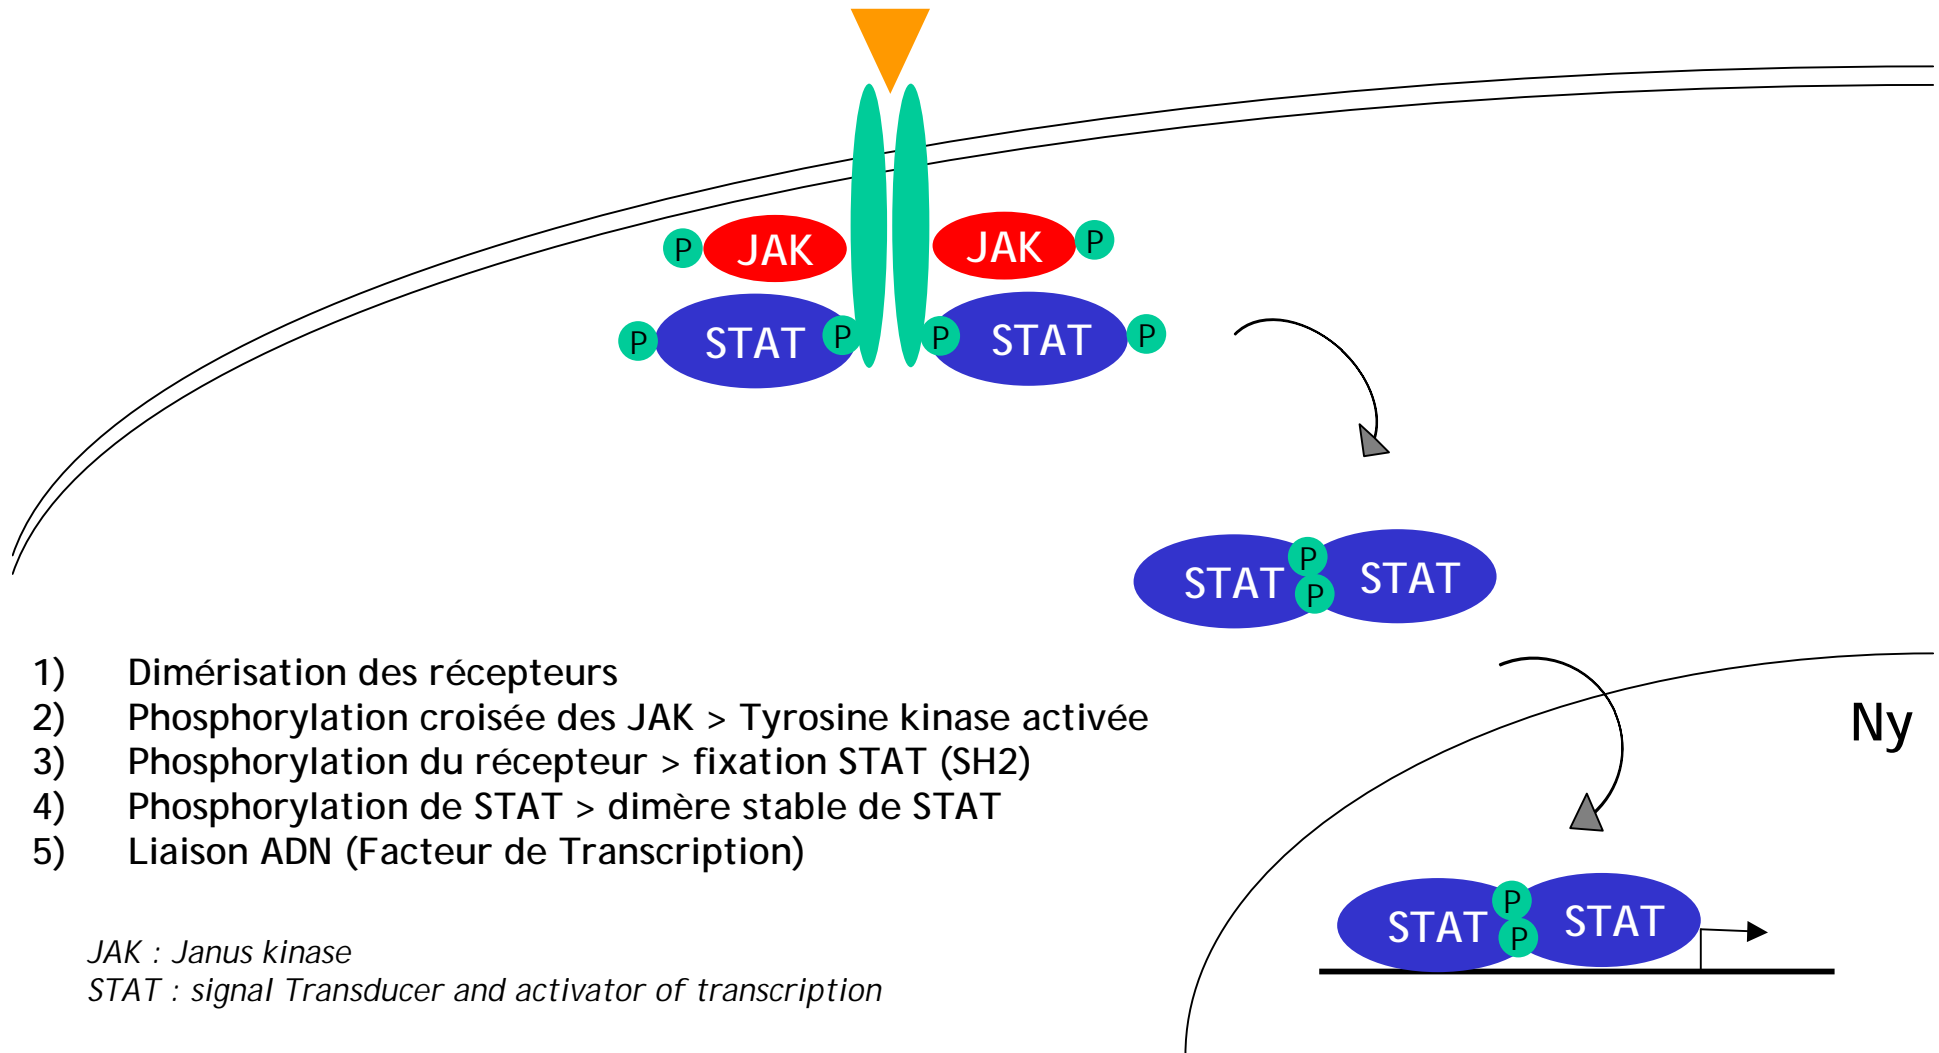 P JAK JAK P
P STAT P P STAT P
STAT P P STAT
1) Dimérisation des récepteurs
2) Phosphorylation croisée des JAK > Tyrosine kinase activée
3) Phosphorylation du récepteur > fixation STAT (SH2)
4) Phosphorylation de STAT > dimère stable de STAT
5) Liaison ADN (Facteur de Transcription)
Ny
STAT P P STAT
JAK : Janus kinase
STAT : signal Transducer and activator of transcription